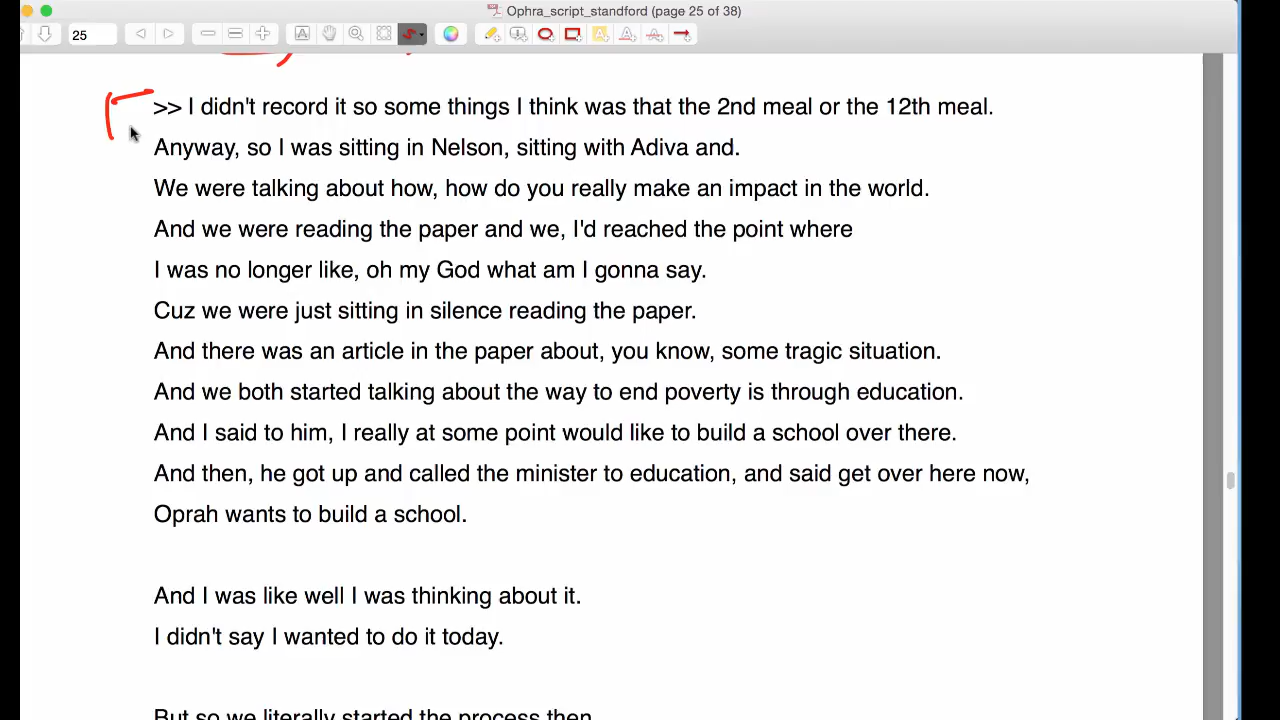 Ophra_script_standford (page 25 of 38)
25
>> I didn't record it so some things I think was that the 2nd meal or the 12th meal.
Anyway, so I was sitting in Nelson, sitting with Adiva and.
We were talking about how, how do you really make an impact in the world.
And we were reading the paper and we, I'd reached the point where
I was no longer like, oh my God what am I gonna say.
Cuz we were just sitting in silence reading the paper.
And there was an article in the paper about, you know, some tragic situation.
And we both started talking about the way to end poverty is through education.
And I said to him, I really at some point would like to build a school over there.
And then, he got up and called the minister to education, and said get over here now,
Oprah wants to build a school.
And I was like well I was thinking about it.
I didn't say I wanted to do it today.
But so we literally started the process then